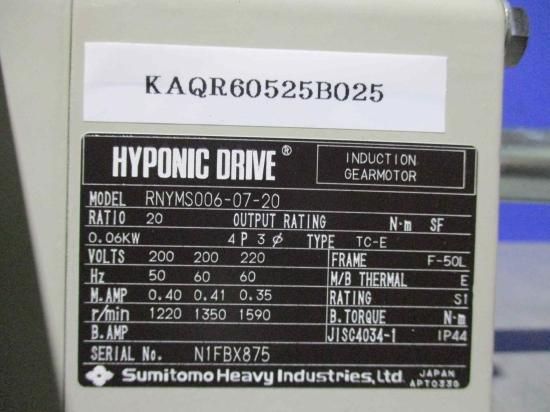 KAQR60525B025
HYPONIC DRIVE®
INDUCTION
GEARMOTOR
MODEL RNYMS006-07-20
RATIO 20 OUTPUT RATING N·m SF
0.06KW 4 P 3 ø TYPE TC-E
VOLTS 200 200 220 FRAME F-50L
Hz 50 60 60 M/B THERMAL E
M.AMP 0.40 0.41 0.35 RATING S1
r/min 1220 1350 1590 B.TORQUE N·m
B.AMP JISC4034-1 IP44
SERIAL No. N1FBX875
Sumitomo Heavy Industries, Ltd. JAPAN
APT0330